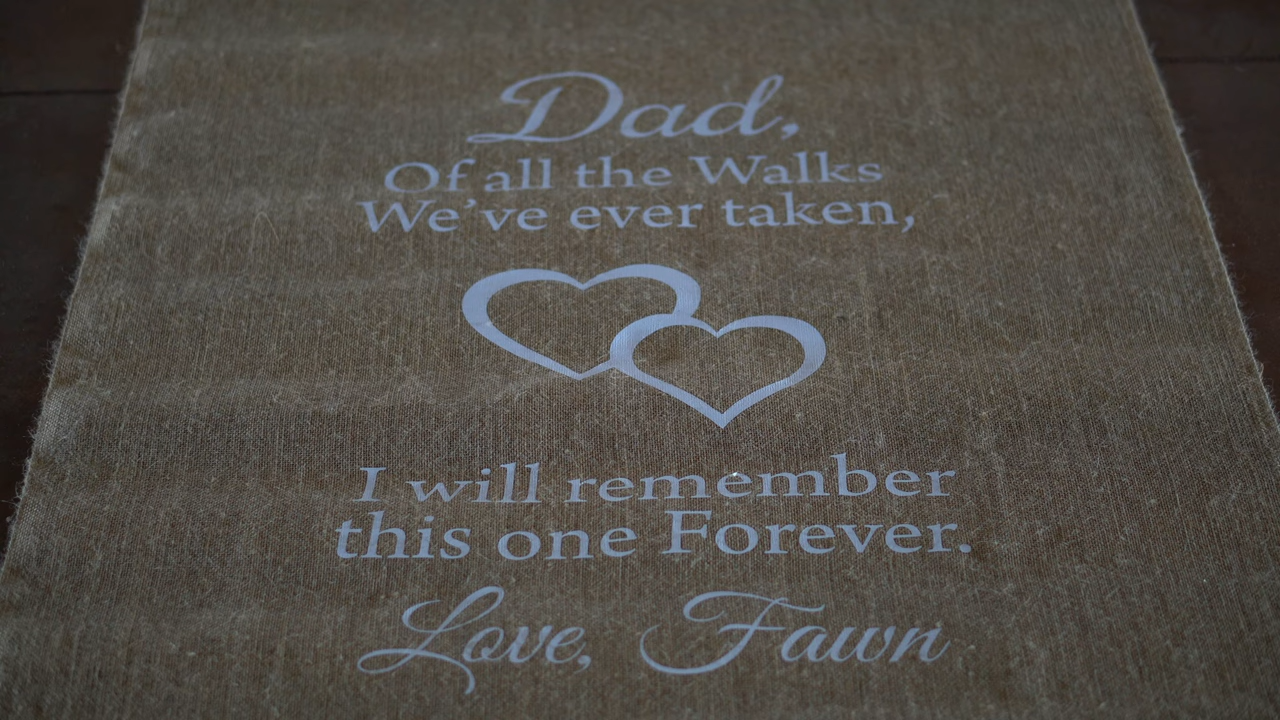 Dad,
Of all the Walks
We've ever taken,
I will remember
this one Forever.
Love, Fawn